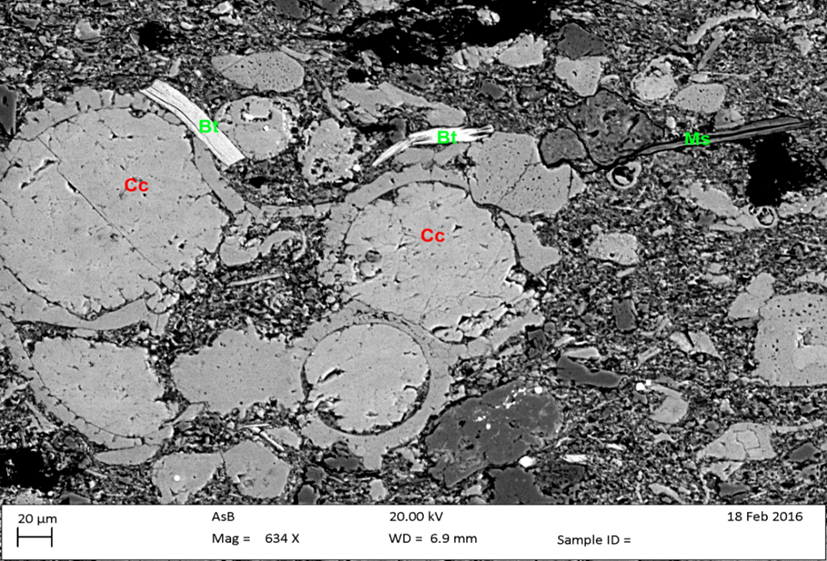 Bt
Bt
Ms
Cc
Cc
20 µm
AsB
20.00 kV
18 Feb 2016
Mag = 634 X
WD = 6.9 mm
Sample ID =